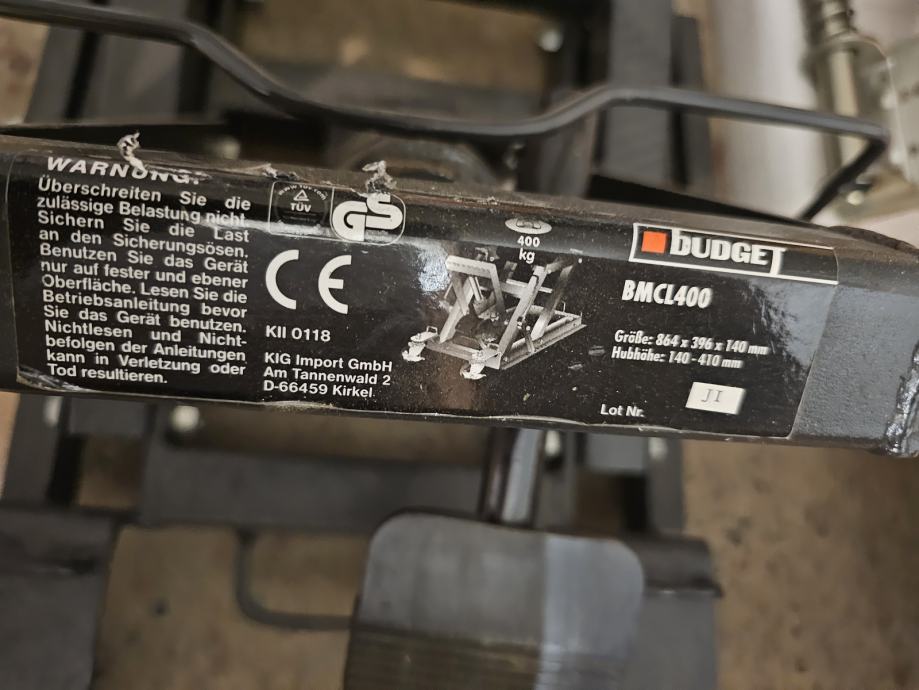 WARNUNG!
Überschreiten Sie die
zulässige Belastung nicht.
Sichern Sie die Last
an den Sicherungsösen.
Benutzen Sie das Gerät
nur auf fester und ebener
Oberfläche. Lesen Sie die
Betriebsanleitung bevor
Sie das Gerät benutzen.
Nichtlesen und Nicht-
befolgen der Anleitungen
kann in Verletzung oder
Tod resultieren.
TÜV
GS
CE
KII 0118
KIG Import GmbH
Am Tannenwald 2
D-66459 Kirkel
400
kg
BUDGET
BMCL400
Größe: 864 x 396 x 140 mm
Hubhöhe: 140 - 410 mm
Lot Nr.
JI